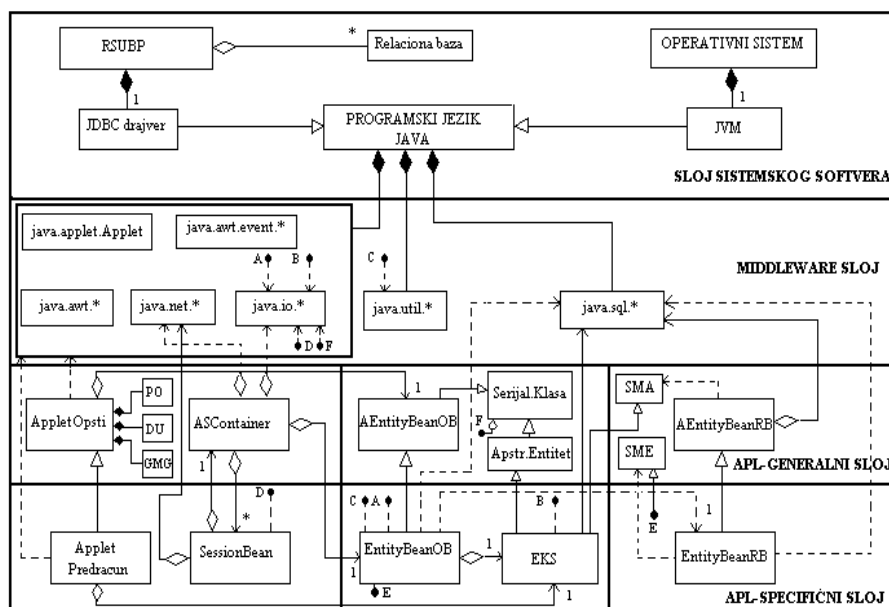 RSUBP
*
Relaciona baza
OPERATIVNI SISTEM
1
1
JDBC drajver
PROGRAMSKI JEZIK
JAVA
JVM
SLOJ SISTEMSKOG SOFTVERA
java.applet.Applet
java.awt.event.*
A
B
C
MIDDLEWARE SLOJ
java.awt.*
java.net.*
java.io.*
java.util.*
java.sql.*
D
F
1
Serijal.Klasa
SMA
PO
AppletOpsti
DU
GMG
ASContainer
AEntityBeanOB
F
AEntityBeanRB
Apstr.Entitet
SME
APL-GENERALNI SLOJ
1
*
D
C
A
B
E
1
Applet
Predracun
SessionBean
1
EntityBeanOB
1
EKS
EntityBeanRB
E
1
APL-SPECIFIČNI SLOJ